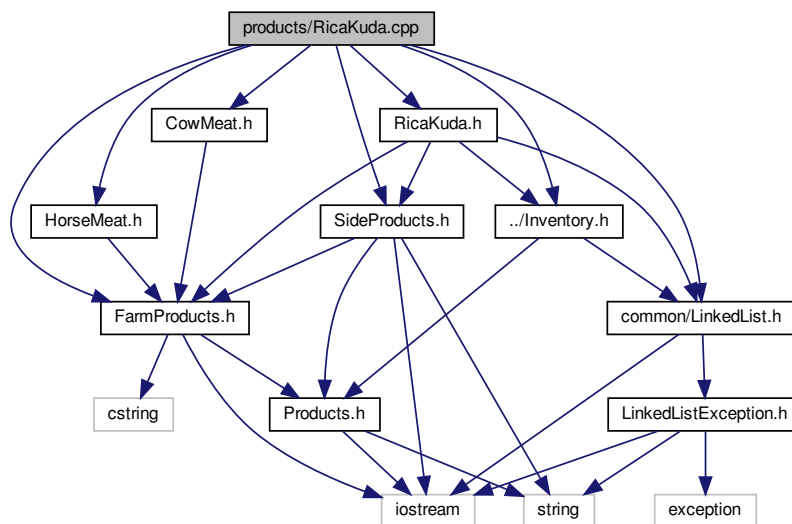 products/RicaKuda.cpp
CowMeat.h
RicaKuda.h
HorseMeat.h
SideProducts.h
../Inventory.h
FarmProducts.h
common/LinkedList.h
cstring
Products.h
LinkedListException.h
iostream
string
exception